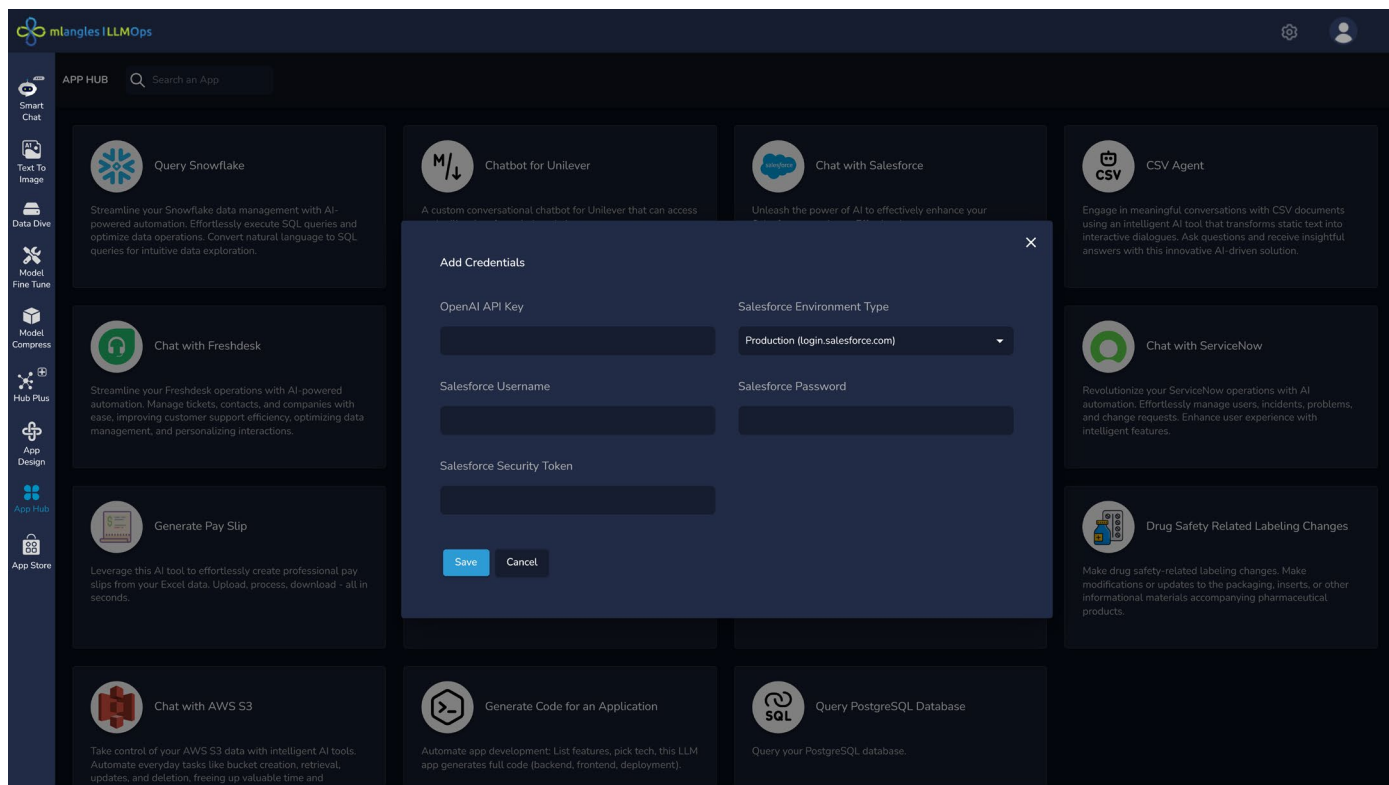 mlangles | LLMOps
APP HUB
Search an App
Smart
Chat
Text To
Image
Data Dive
Model
Fine Tune
Model
Compress
Hub Plus
App
Design
App Hub
App Store
Query Snowflake
Streamline your Snowflake data management with AI-
powered automation. Effortlessly execute SQL queries and
optimize data operations. Convert natural language to SQL
queries for intuitive data exploration.
Chatbot for Unilever
A custom conversational chatbot for Unilever that can access
salesforce
Chat with Salesforce
Unleash the power of AI to effectively enhance your
CSV
CSV Agent
Engage in meaningful conversations with CSV documents
using an intelligent AI tool that transforms static text into
interactive dialogues. Ask questions and receive insightful
answers with this innovative AI-driven solution.
Add Credentials
OpenAI API Key
Salesforce Environment Type
Production (login.salesforce.com)
Salesforce Username
Salesforce Password
Salesforce Security Token
Save
Cancel
Chat with Freshdesk
Streamline your Freshdesk operations with AI-powered
automation. Manage tickets, contacts, and companies with
ease, improving customer support efficiency, optimizing data
management, and personalizing interactions.
Chat with ServiceNow
Revolutionize your ServiceNow operations with AI
automation. Effortlessly manage users, incidents, problems,
and change requests. Enhance user experience with
intelligent features.
Generate Pay Slip
Leverage this AI tool to effortlessly create professional pay
slips from your Excel data. Upload, process, download - all in
seconds.
Drug Safety Related Labeling Changes
Make drug safety-related labeling changes. Make
modifications or updates to the packaging, inserts, or other
informational materials accompanying pharmaceutical
products.
Chat with AWS S3
Take control of your AWS S3 data with intelligent AI tools.
Automate everyday tasks like bucket creation, retrieval,
updates, and deletion, freeing up valuable time and
Generate Code for an Application
Automate app development: List features, pick tech, this LLM
app generates full code (backend, frontend, deployment).
SQL
Query PostgreSQL Database
Query your PostgreSQL database.